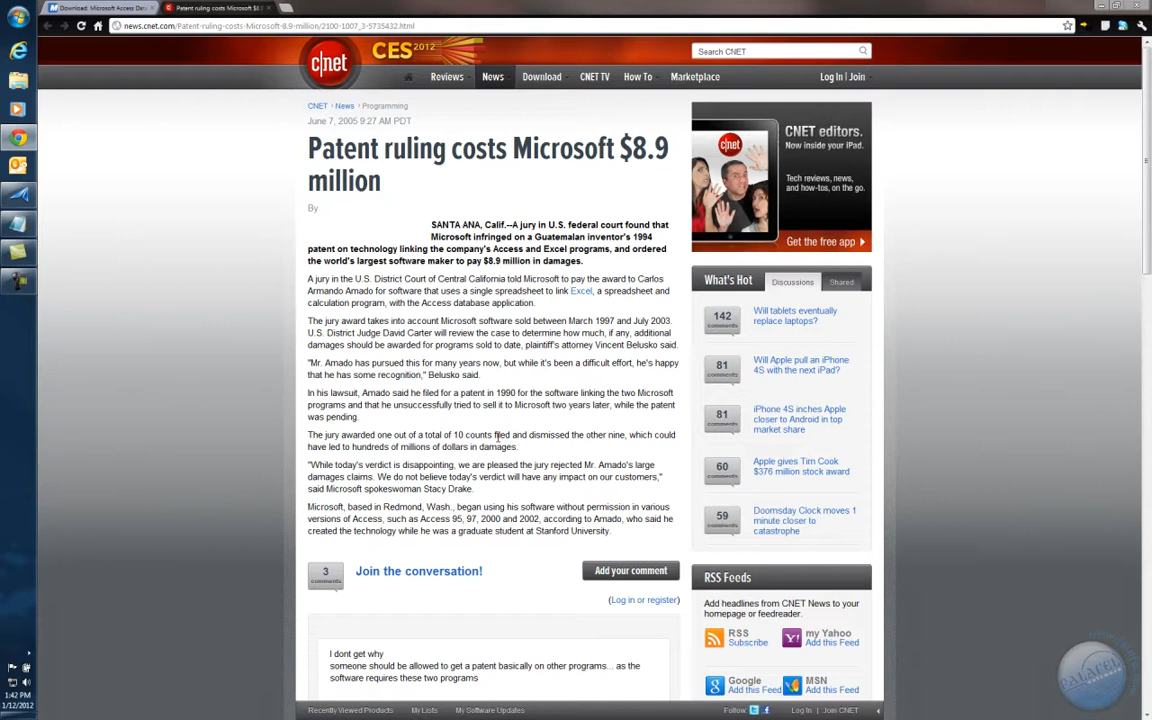 Download: Microsoft Access Dat
Patent ruling costs Microsoft $8.9
news.cnet.com/Patent-ruling-costs-Microsoft-8.9-million/2100-1007_3-5735432.html
c|net
CES 2012
Search CNET
Reviews
News
Download
CNET TV
How To
Marketplace
Log In | Join
CNET › News › Programming
June 7, 2005 9:27 AM PDT
Patent ruling costs Microsoft $8.9
million
By
SANTA ANA, Calif.--A jury in U.S. federal court found that
Microsoft infringed on a Guatemalan inventor's 1994
patent on technology linking the company's Access and Excel programs, and ordered
the world's largest software maker to pay $8.9 million in damages.
A jury in the U.S. District Court of Central California told Microsoft to pay the award to Carlos
Armando Amado for software that uses a single spreadsheet to link Excel, a spreadsheet and
calculation program, with the Access database application.
The jury award takes into account Microsoft software sold between March 1997 and July 2003.
U.S. District Judge David Carter will review the case to determine how much, if any, additional
damages should be awarded for programs sold to date, plaintiff's attorney Vincent Belusko said.
"Mr. Amado has pursued this for many years now, but while it's been a difficult effort, he's happy
that he has some recognition," Belusko said.
In his lawsuit, Amado said he filed for a patent in 1990 for the software linking the two Microsoft
programs and that he unsuccessfully tried to sell it to Microsoft two years later, while the patent
was pending.
The jury awarded one out of a total of 10 counts filed and dismissed the other nine, which could
have led to hundreds of millions of dollars in damages.
"While today's verdict is disappointing, we are pleased the jury rejected Mr. Amado's large
damages claims. We do not believe today's verdict will have any impact on our customers,"
said Microsoft spokeswoman Stacy Drake.
Microsoft, based in Redmond, Wash., began using his software without permission in various
versions of Access, such as Access 95, 97, 2000 and 2002, according to Amado, who said he
created the technology while he was a graduate student at Stanford University.
3
comments
Join the conversation!
Add your comment
(Log in or register)
I dont get why
someone should be allowed to get a patent basically on other programs... as the
software requires these two programs
c|net
CNET editors.
Now inside your iPad.
Tech reviews, news,
and how-tos, on the go.
Get the free app
What's Hot
Discussions
Shared
142
comments
Will tablets eventually
replace laptops?
81
comments
Will Apple pull an iPhone
4S with the next iPad?
81
comments
iPhone 4S inches Apple
closer to Android in top
market share
60
comments
Apple gives Tim Cook
$376 million stock award
59
comments
Doomsday Clock moves 1
minute closer to
catastrophe
RSS Feeds
Add headlines from CNET News to your
homepage or feedreader.
RSS
Subscribe
my Yahoo
Add this Feed
Google
Add this Feed
MSN
Add this Feed
Recently Viewed Products
My Lists
My Software Updates
Follow:
Log In
Join CNET
1:42 PM
1/12/2012